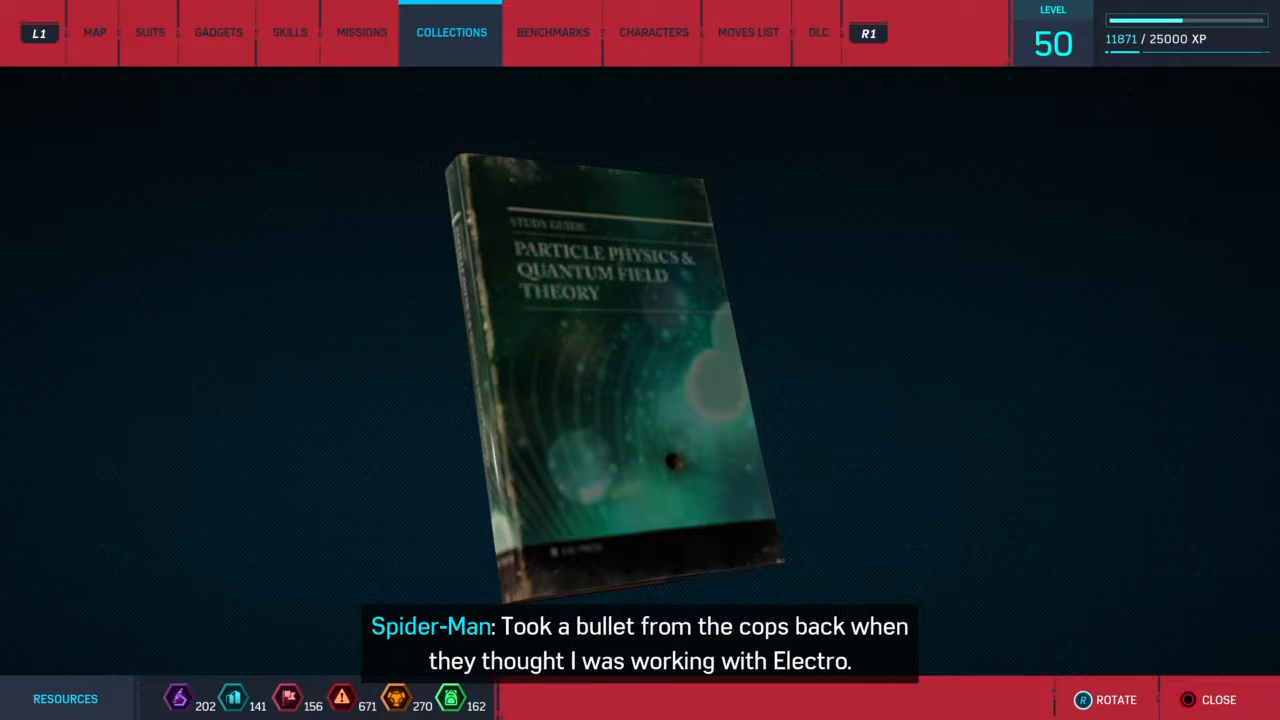 L1 MAP SUITS GADGETS SKILLS MISSIONS COLLECTIONS BENCHMARKS CHARACTERS MOVES LIST DLC R1
LEVEL
50
11871 / 25000 XP
STUDY GUIDE
PARTICLE PHYSICS &
QUANTUM FIELD
THEORY
Spider-Man: Took a bullet from the cops back when
they thought I was working with Electro.
RESOURCES 202 141 156 671 270 162 R ROTATE CLOSE